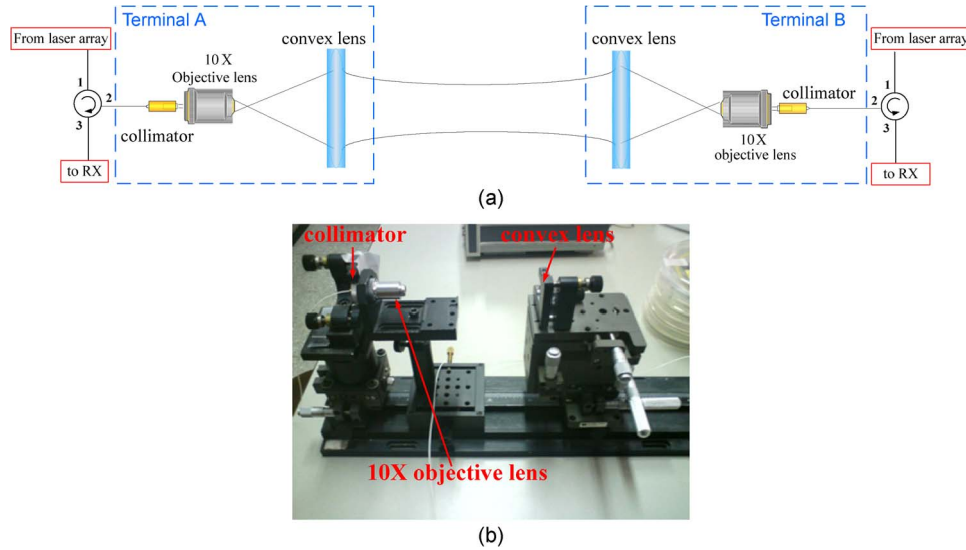 Terminal A
From laser array
1
2
3
to RX
collimator
10 X
Objective lens
convex lens
convex lens
Terminal B
collimator
10 X
objective lens
From laser array
1
2
3
to RX
(a)
collimator
convex lens
10X objective lens
(b)